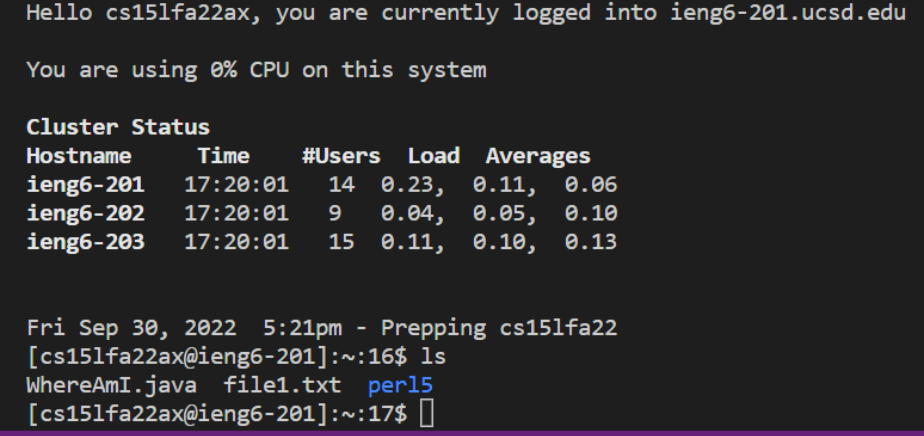 Hello cs15lfa22ax, you are currently logged into ieng6-201.ucsd.edu
You are using 0% CPU on this system
Cluster Status
Hostname Time #Users Load Averages
ieng6-201 17:20:01 14 0.23, 0.11, 0.06
ieng6-202 17:20:01 9 0.04, 0.05, 0.10
ieng6-203 17:20:01 15 0.11, 0.10, 0.13
Fri Sep 30, 2022 5:21pm - Prepping cs15lfa22
[cs15lfa22ax@ieng6-201]:~:16$ ls
WhereAmI.java file1.txt perl5
[cs15lfa22ax@ieng6-201]:~:17$